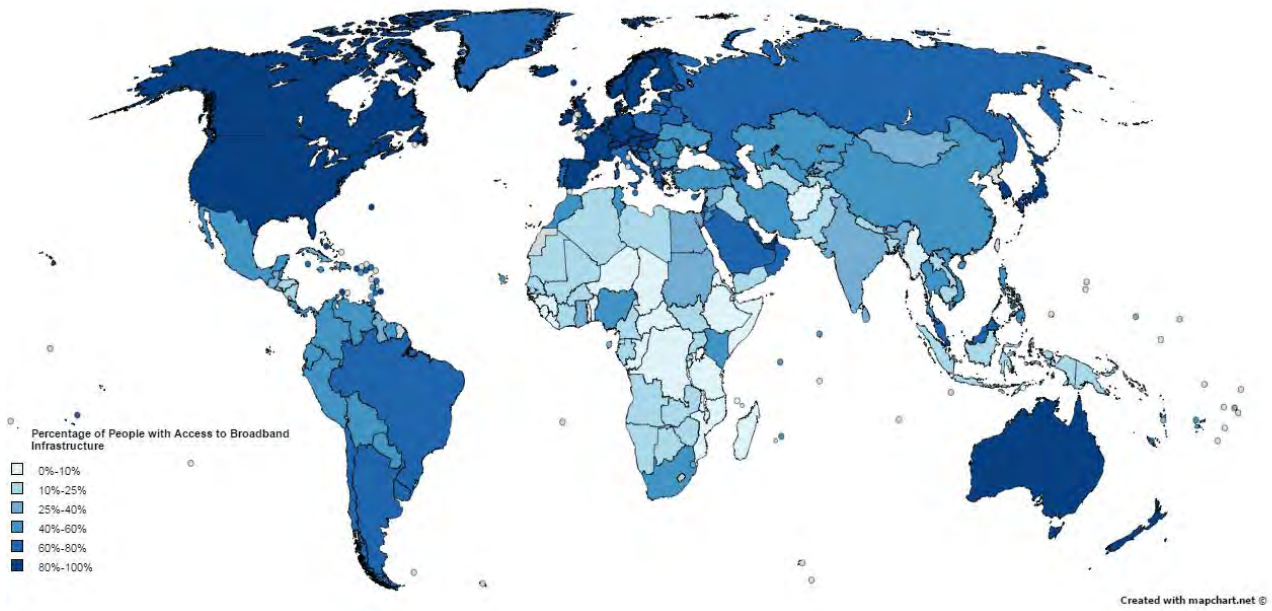 Percentage of People with Access to Broadband
Infrastructure
0%-10%
10%-25%
25%-40%
40%-60%
60%-80%
80%-100%
Created with mapchart.net ©